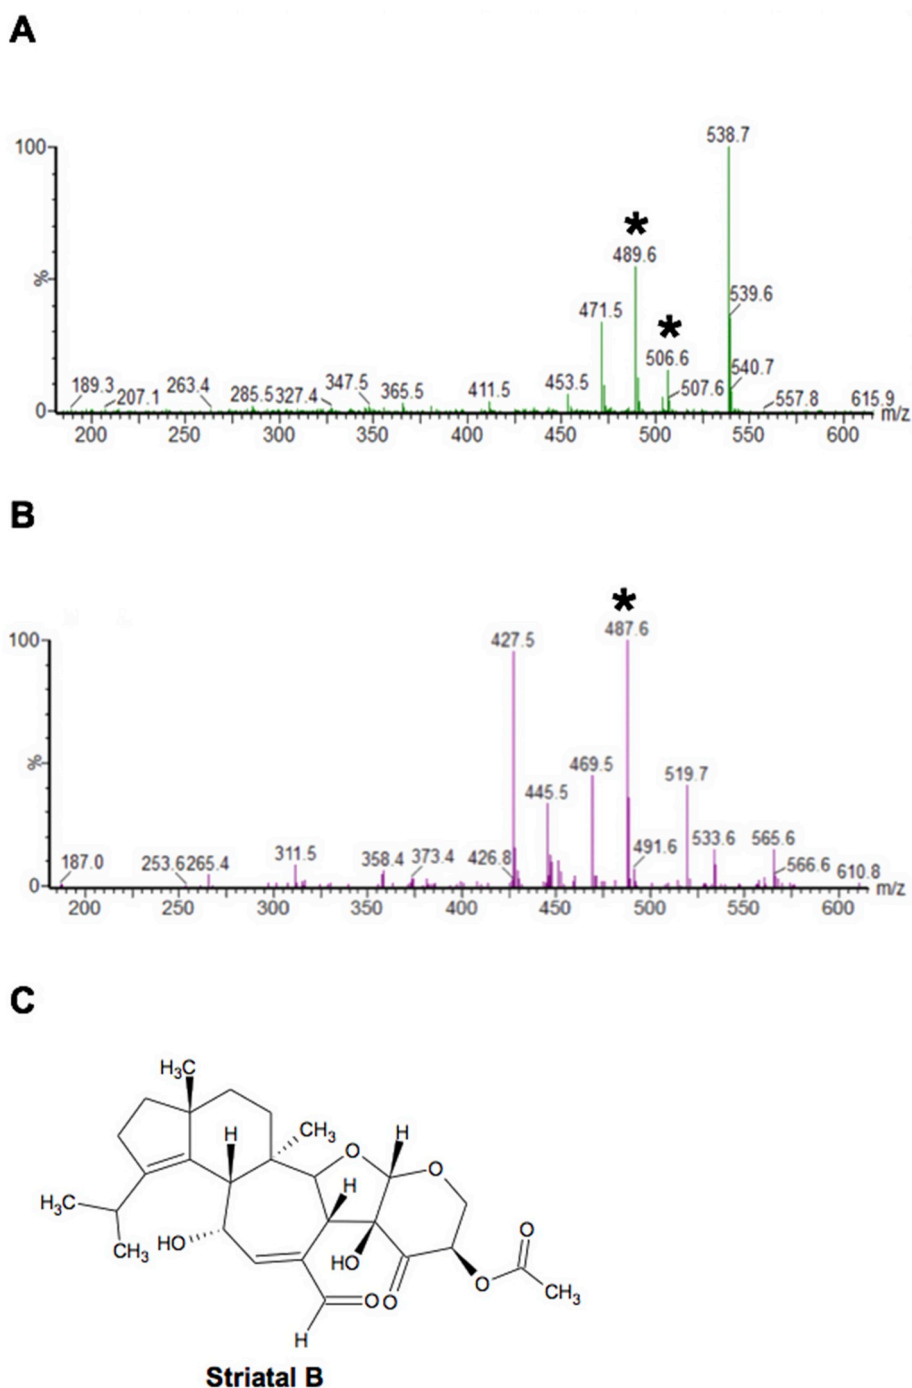 A
100
%
0
538.7
*
489.6
539.6
471.5
*
506.6
540.7
189.3 207.1 263.4 285.5 327.4 347.5 365.5 411.5 453.5 507.6 557.8 615.9
200 250 300 350 400 450 500 550 600 m/z
B
*
100
%
0
427.5 487.6
469.5
519.7
445.5
187.0 253.6 265.4 311.5 358.4 373.4 426.8 491.6 533.6 565.6
566.6 610.8
200 250 300 350 400 450 500 550 600 m/z
C
H₃C
H CH₃ O H O
H₃C H
CH₃ HO HO O
O O O CH₃
H
Striatal B